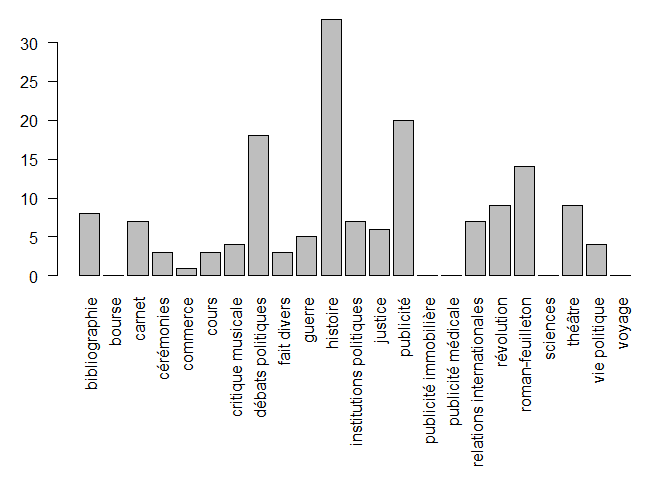 30
25
20
15
10
5
0
bibliographie
bourse
carnet
cérémonies
commerce
cours
critique musicale
débats politiques
fait divers
guerre
histoire
institutions politiques
justice
publicité
publicité immobilière
publicité médicale
relations internationales
révolution
roman-feuilleton
sciences
théâtre
vie politique
voyage